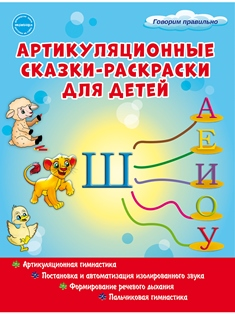 Говорим правильно
АРТИКУЛЯЦИОННЫЕ
СКАЗКИ-РАСКРАСКИ
ДЛЯ ДЕТЕЙ
А
Е
Ш
И
О
У
Артикуляционная гимнастика
Постановка и автоматизация изолированного звука
Формирование речевого дыхания
Пальчиковая гимнастика